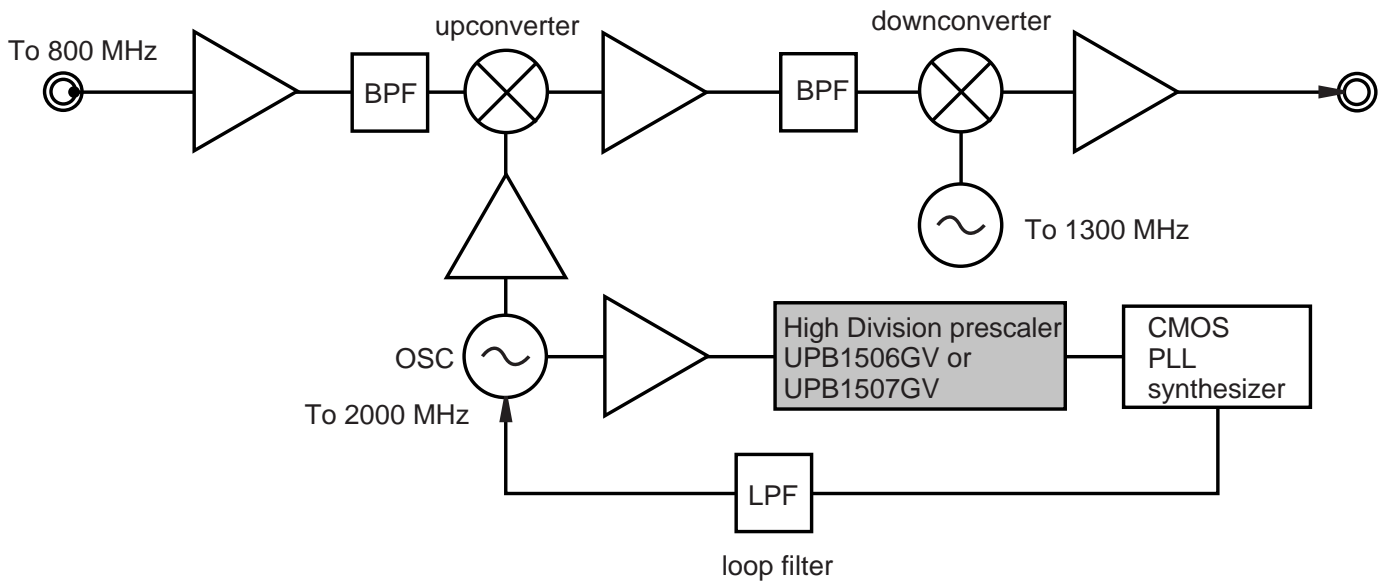 upconverter
downconverter
To 800 MHz
BPF
BPF
To 1300 MHz
OSC
High Division prescaler
UPB1506GV or
UPB1507GV
CMOS
PLL
synthesizer
To 2000 MHz
LPF
loop filter